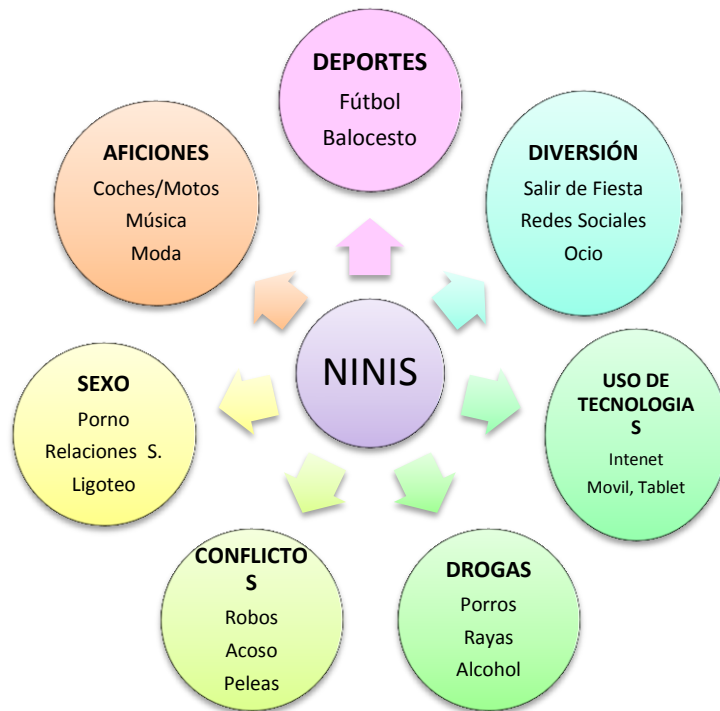 DEPORTES
Fútbol
Balocesto
DIVERSIÓN
Salir de Fiesta
Redes Sociales
Ocio
USO DE
TECNOLOGIA
S
Intenet
Movil, Tablet
DROGAS
Porros
Rayas
Alcohol
CONFLICTO
S
Robos
Acoso
Peleas
SEXO
Porno
Relaciones S.
Ligoteo
AFICIONES
Coches/Motos
Música
Moda
NINIS